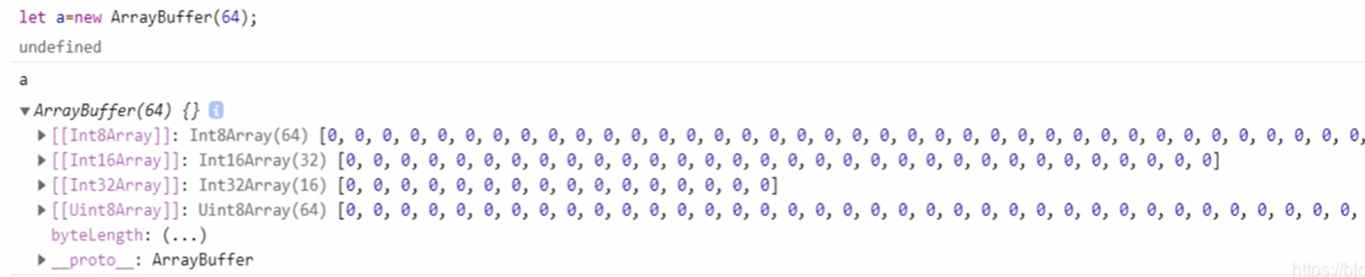 let a=new ArrayBuffer(64);
undefined
a
▼ArrayBuffer(64) {} i
▶[[Int8Array]]: Int8Array(64) [0, 0, 0, 0, 0, 0, 0, 0, 0, 0, 0, 0, 0, 0, 0, 0, 0, 0, 0, 0, 0, 0, 0, 0, 0, 0, 0, 0, 0, 0, 0, 0, 0, 0, 0, 0, 0, 0,
▶[[Int16Array]]: Int16Array(32) [0, 0, 0, 0, 0, 0, 0, 0, 0, 0, 0, 0, 0, 0, 0, 0, 0, 0, 0, 0, 0, 0, 0, 0, 0, 0, 0, 0, 0, 0, 0, 0]
▶[[Int32Array]]: Int32Array(16) [0, 0, 0, 0, 0, 0, 0, 0, 0, 0, 0, 0, 0, 0, 0, 0]
▶[[Uint8Array]]: Uint8Array(64) [0, 0, 0, 0, 0, 0, 0, 0, 0, 0, 0, 0, 0, 0, 0, 0, 0, 0, 0, 0, 0, 0, 0, 0, 0, 0, 0, 0, 0, 0, 0, 0, 0, 0, 0, 0, 0,
byteLength: (...)
▶__proto__: ArrayBuffer